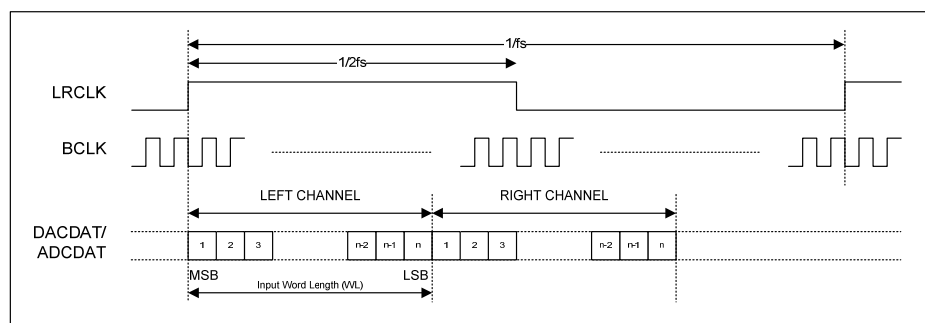 1/fs
1/2fs
LRCLK
BCLK
LEFT CHANNEL
RIGHT CHANNEL
DACDAT/
ADCDAT
1 2 3 n-2 n-1 n 1 2 3 n-2 n-1 n
MSB
LSB
Input Word Length (WL)